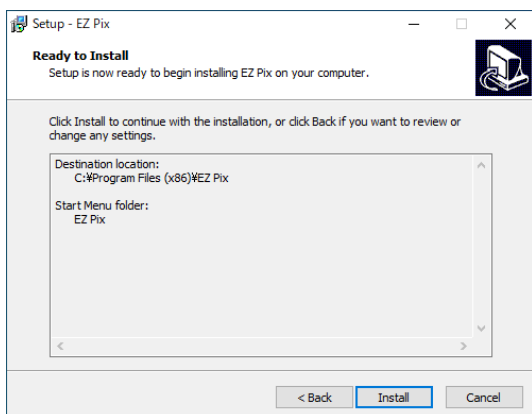 Setup - EZ Pix
Ready to Install
Setup is now ready to begin installing EZ Pix on your computer.
Click Install to continue with the installation, or click Back if you want to review or
change any settings.
Destination location:
C:¥Program Files (x86)¥EZ Pix
Start Menu folder:
EZ Pix
< Back
Install
Cancel